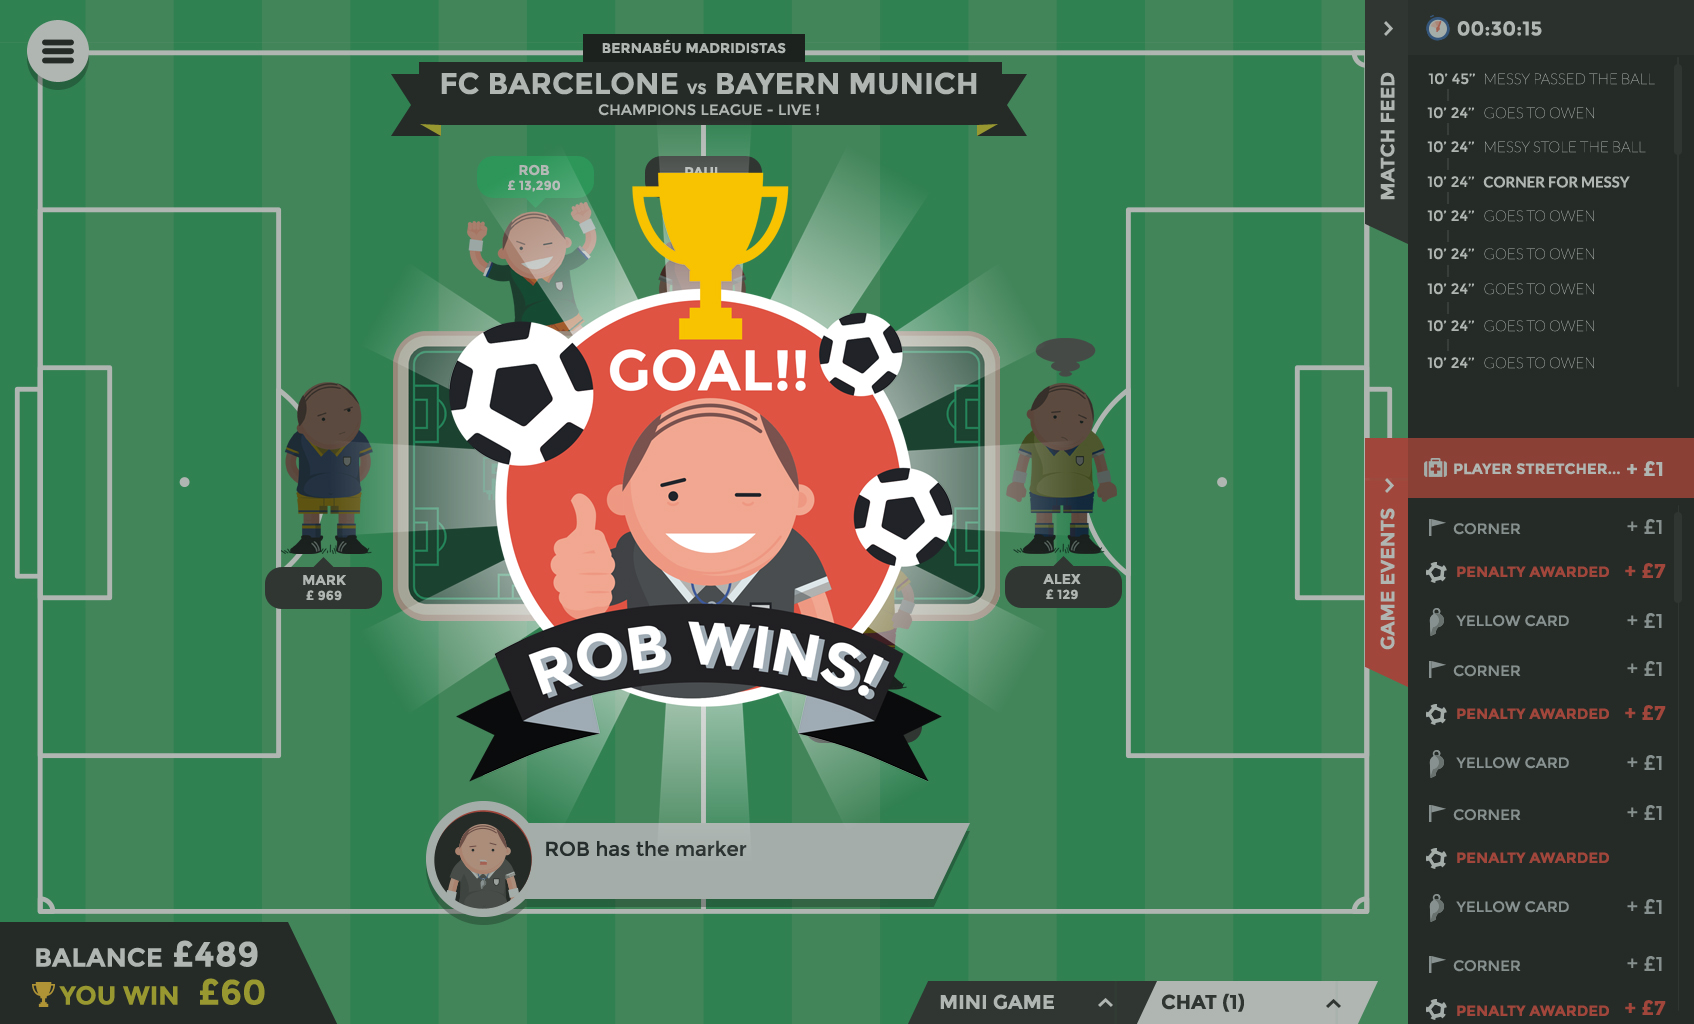 BERNABÉU MADRIDISTAS
FC BARCELONE vs BAYERN MUNICH
CHAMPIONS LEAGUE - LIVE !
ROB
£ 13,290
PAUL
GOAL!!
MARK
£ 969
ALEX
£ 129
ROB WINS!
ROB has the marker
BALANCE £489
YOU WIN £60
MINI GAME
CHAT (1)
MATCH FEED
00:30:15
10' 45" MESSY PASSED THE BALL
10' 24" GOES TO OWEN
10' 24" MESSY STOLE THE BALL
10' 24" CORNER FOR MESSY
10' 24" GOES TO OWEN
10' 24" GOES TO OWEN
10' 24" GOES TO OWEN
10' 24" GOES TO OWEN
10' 24" GOES TO OWEN
GAME EVENTS
PLAYER STRETCHER... + £1
CORNER + £1
PENALTY AWARDED + £7
YELLOW CARD + £1
CORNER + £1
PENALTY AWARDED + £7
YELLOW CARD + £1
CORNER + £1
PENALTY AWARDED
YELLOW CARD + £1
CORNER + £1
PENALTY AWARDED + £7